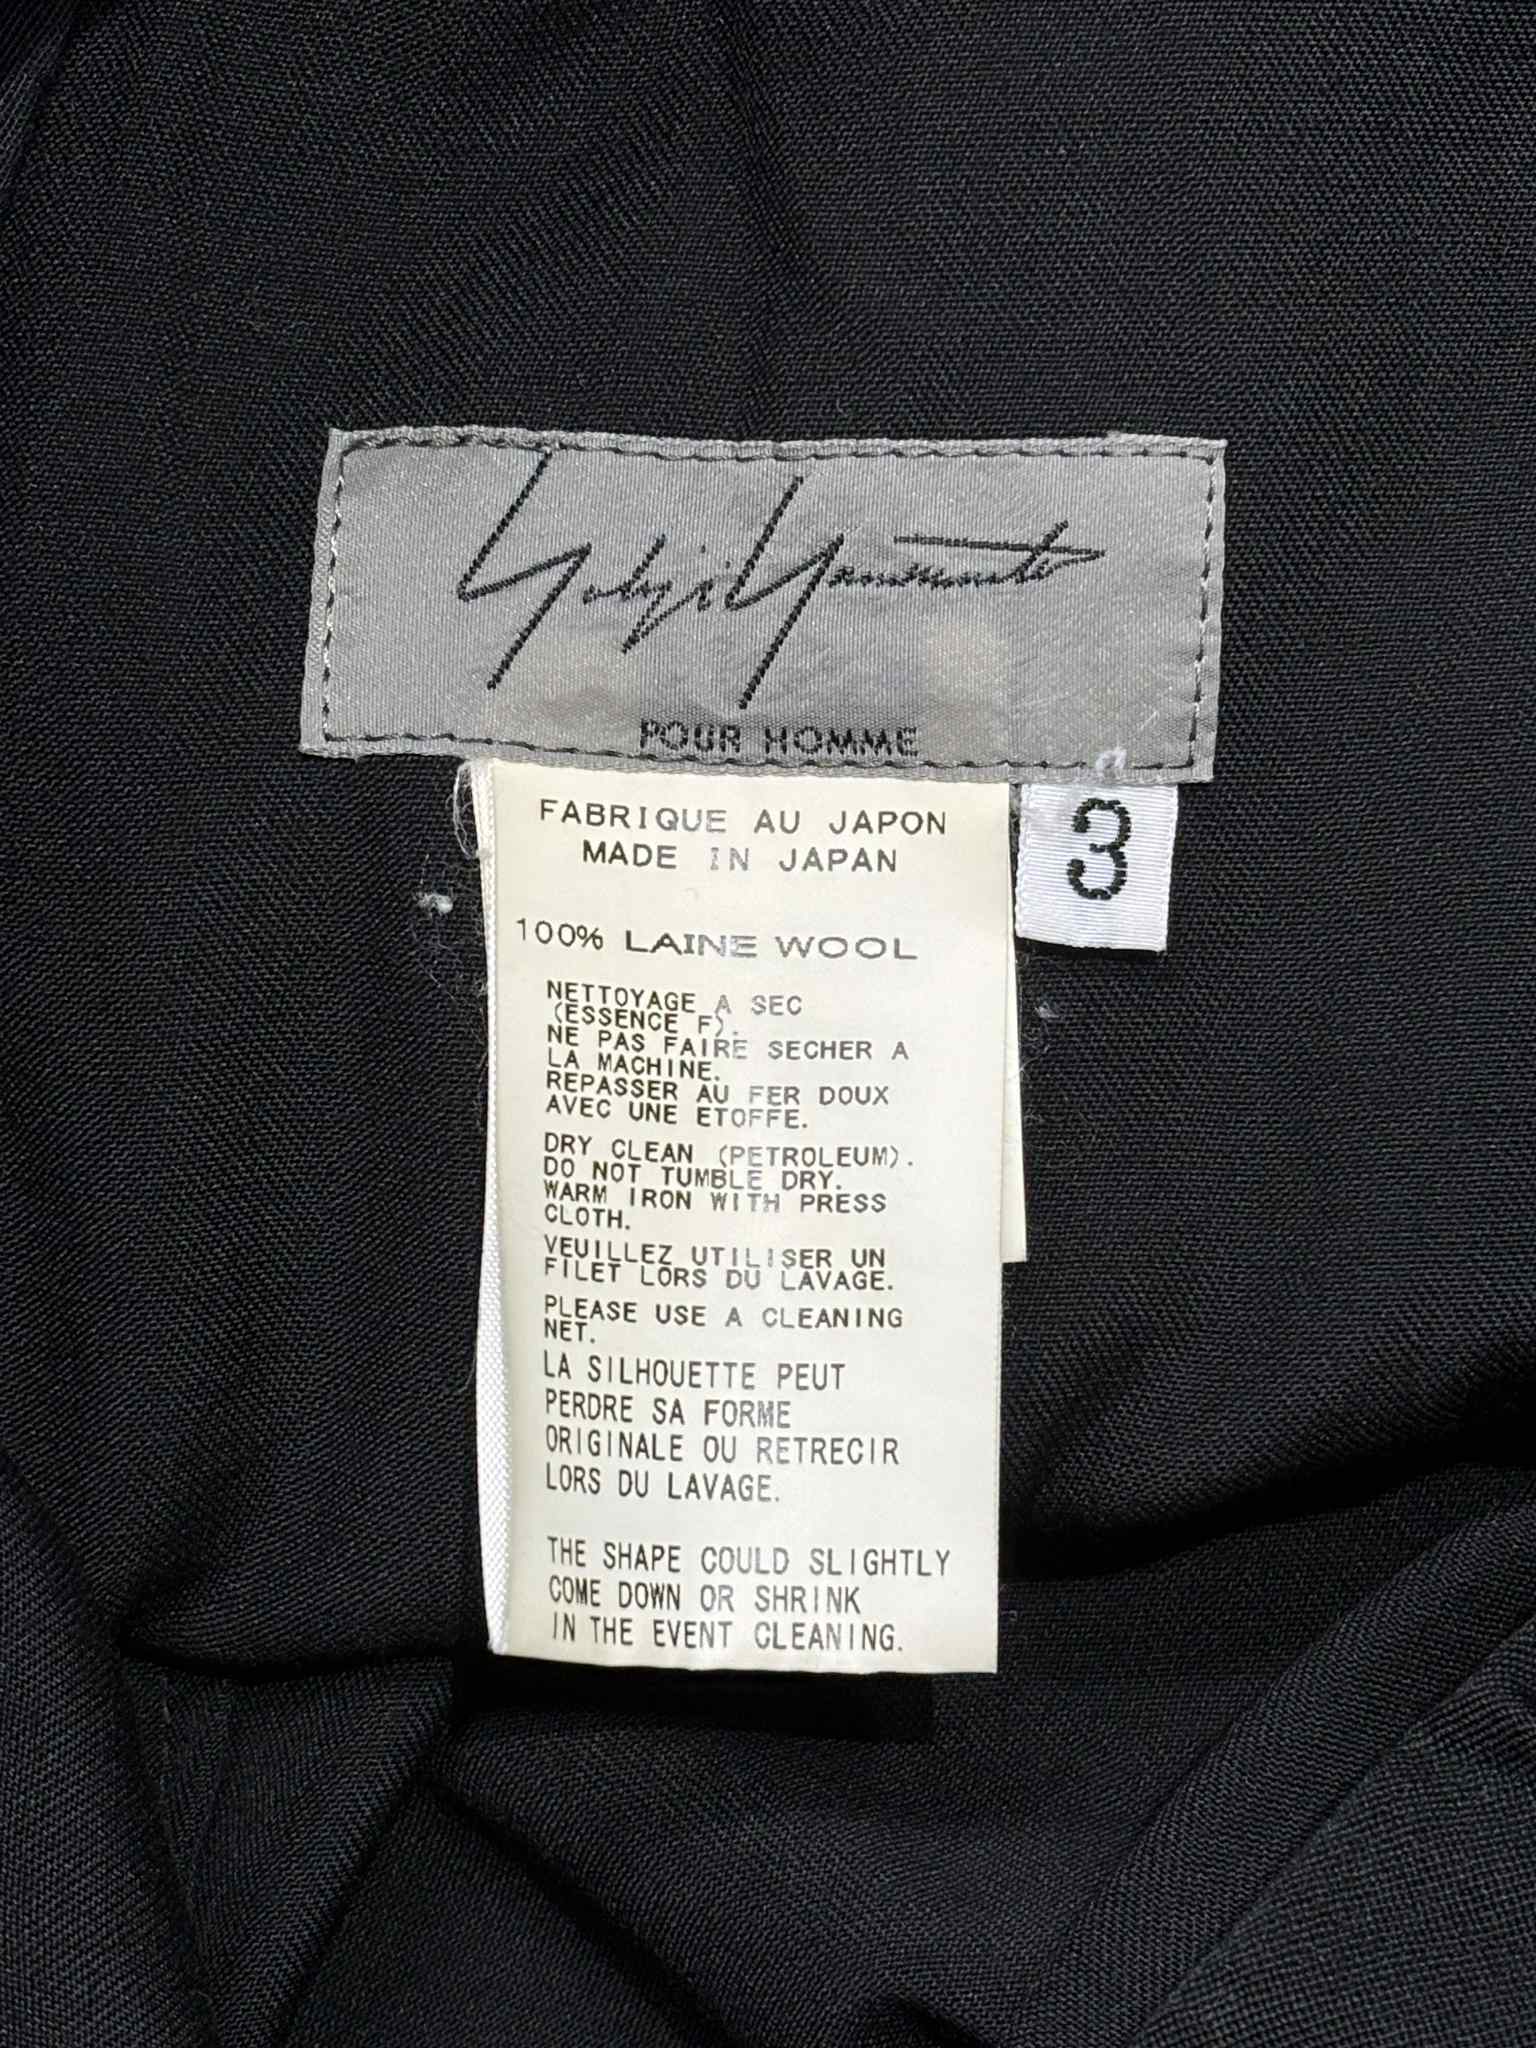 Yohji Yamamoto
POUR HOMME
3
FABRIQUE AU JAPON
MADE IN JAPAN
100% LAINE WOOL
NETTOYAGE A SEC
(ESSENCE F).
NE PAS FAIRE SECHER A
LA MACHINE.
REPASSER AU FER DOUX
AVEC UNE ETOFFE.
DRY CLEAN (PETROLEUM).
DO NOT TUMBLE DRY.
WARM IRON WITH PRESS
CLOTH.
VEUILLEZ UTILISER UN
FILET LORS DU LAVAGE.
PLEASE USE A CLEANING
NET.
LA SILHOUETTE PEUT
PERDRE SA FORME
ORIGINALE OU RETRECIR
LORS DU LAVAGE.
THE SHAPE COULD SLIGHTLY
COME DOWN OR SHRINK
IN THE EVENT CLEANING.